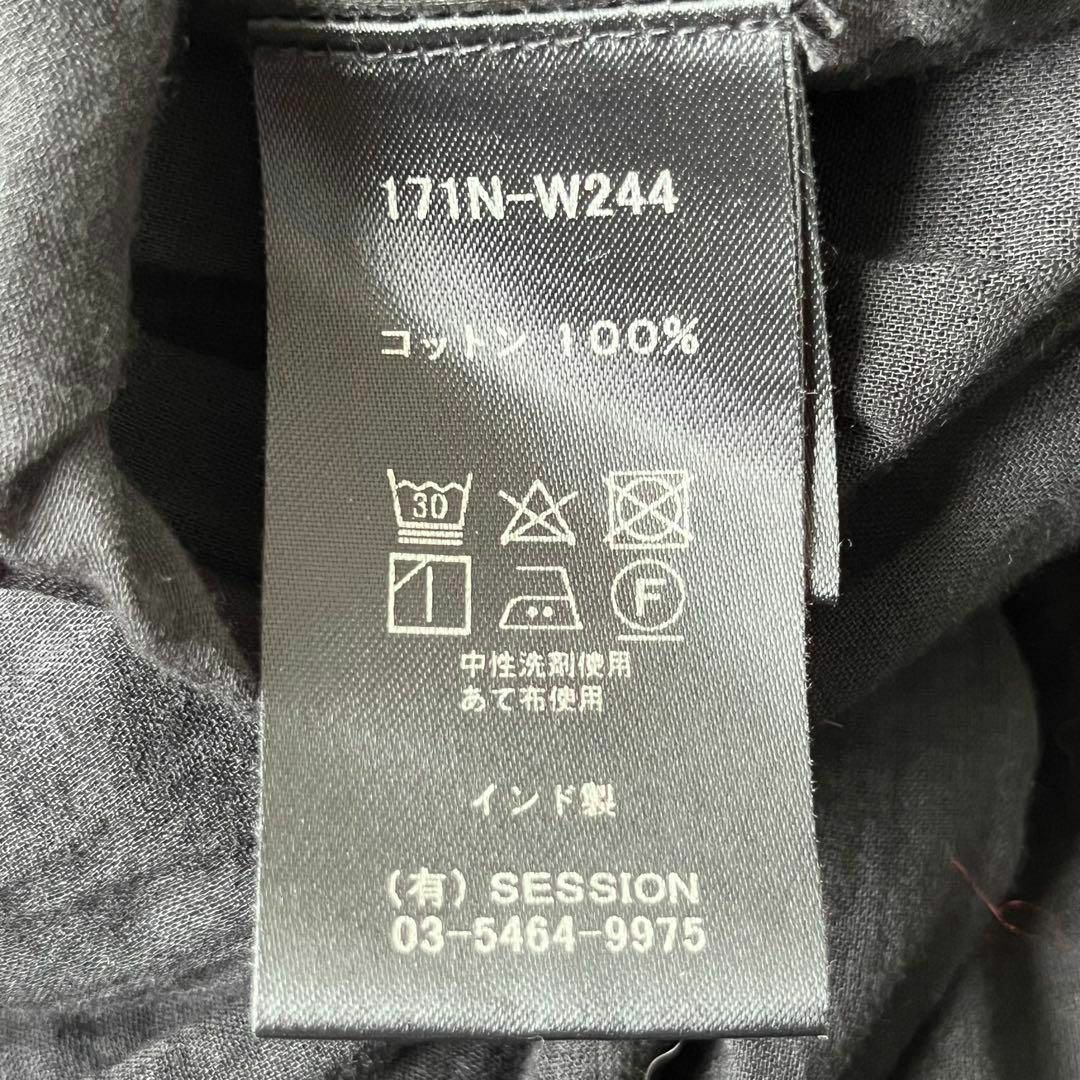 171N-W244
コットン 100%
30
F
中性洗剤使用
あて布使用
インド製
(有) SESSION
03-5464-9975